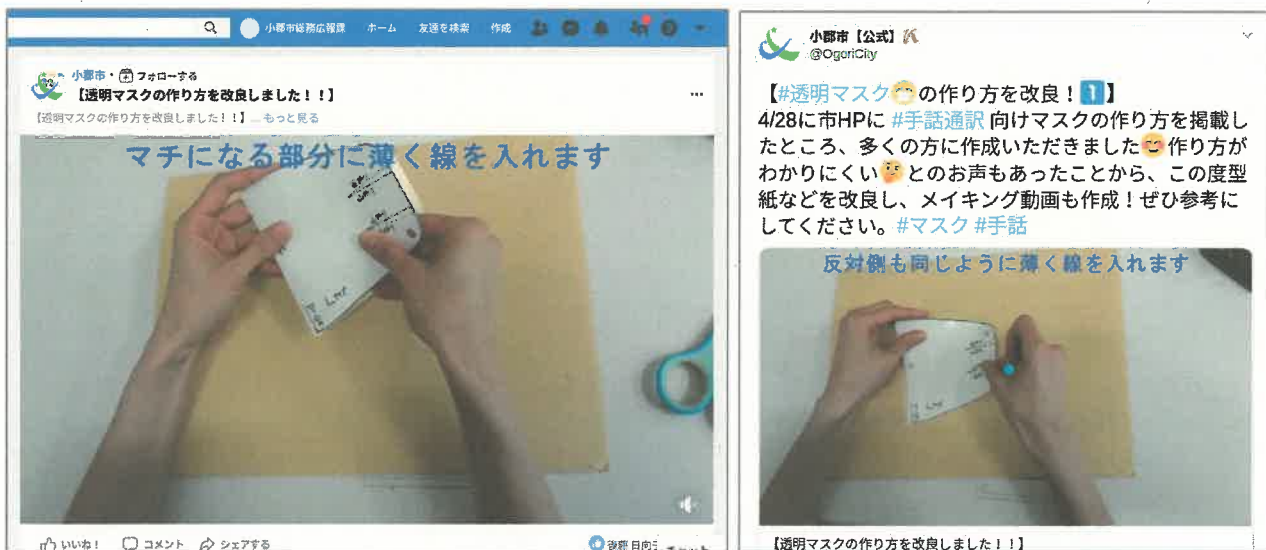 小郡市総務広報課 ホーム 友達を検索 作成
小郡市・フォローする
【透明マスクの作り方を改良しました!!】
【透明マスクの作り方を改良しました!!】... もっと見る
マチになる部分に薄く線を入れます
いいね! コメント シェアする
小郡市【公式】
@OgoriCity
【#透明マスク😷の作り方を改良!1️⃣】
4/28に市HPに #手話通訳 向けマスクの作り方を掲載し
たところ、多くの方に作成いただきました😊作り方が
わかりにくい🤔とのお声もあったことから、この度型
紙などを改良し、メイキング動画も作成!ぜひ参考に
してください。#マスク #手話
反対側も同じように薄く線を入れます
【透明マスクの作り方を改良しました!!】